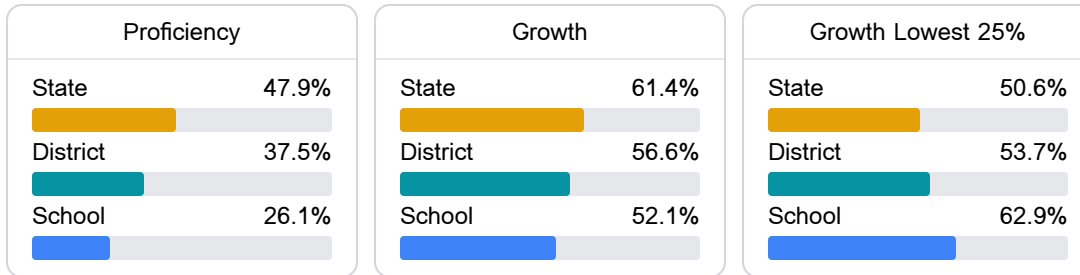 Proficiency
State 47.9%
District 37.5%
School 26.1%
Growth
State 61.4%
District 56.6%
School 52.1%
Growth Lowest 25%
State 50.6%
District 53.7%
School 62.9%